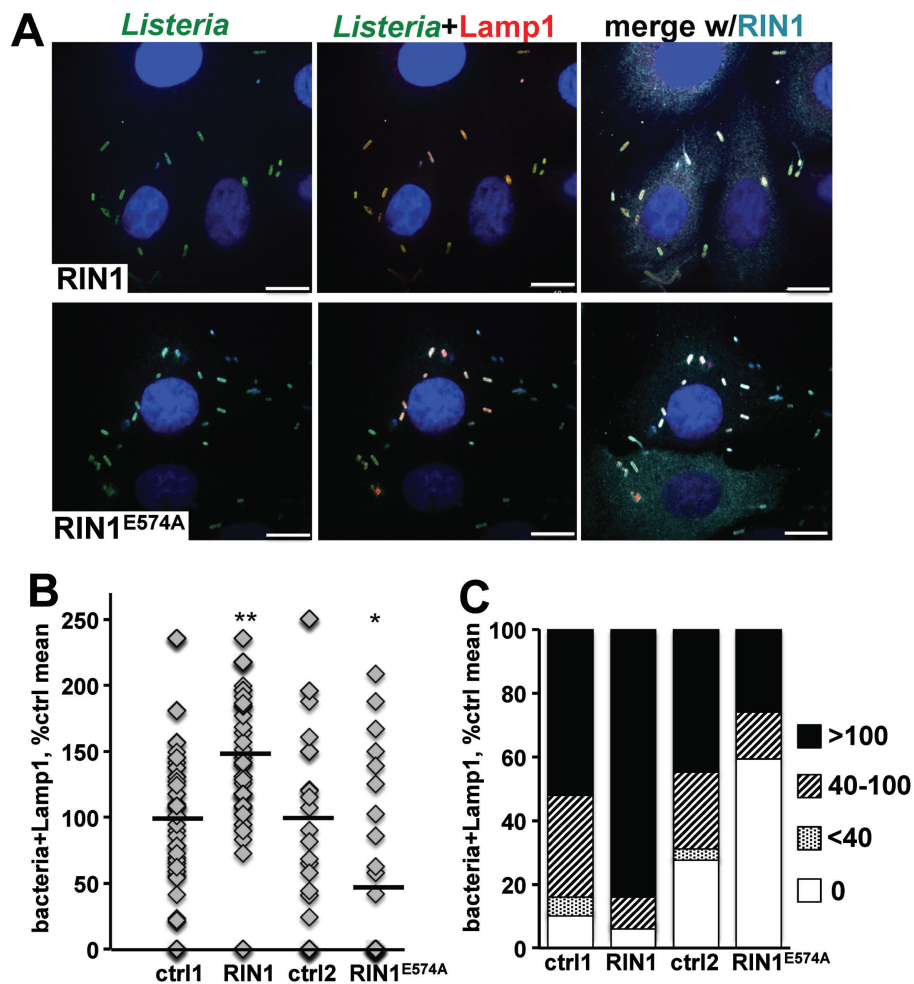 A
Listeria
Listeria+Lamp1
merge w/RIN1
RIN1
RIN1E574A
B
bacteria+Lamp1, %ctrl mean
250
200
150
100
50
0
** *
ctrl1 RIN1 ctrl2 RIN1E574A
C
bacteria+Lamp1, %ctrl mean
100
80
60
40
20
0
ctrl1 RIN1 ctrl2 RIN1E574A
>100
40-100
<40
0